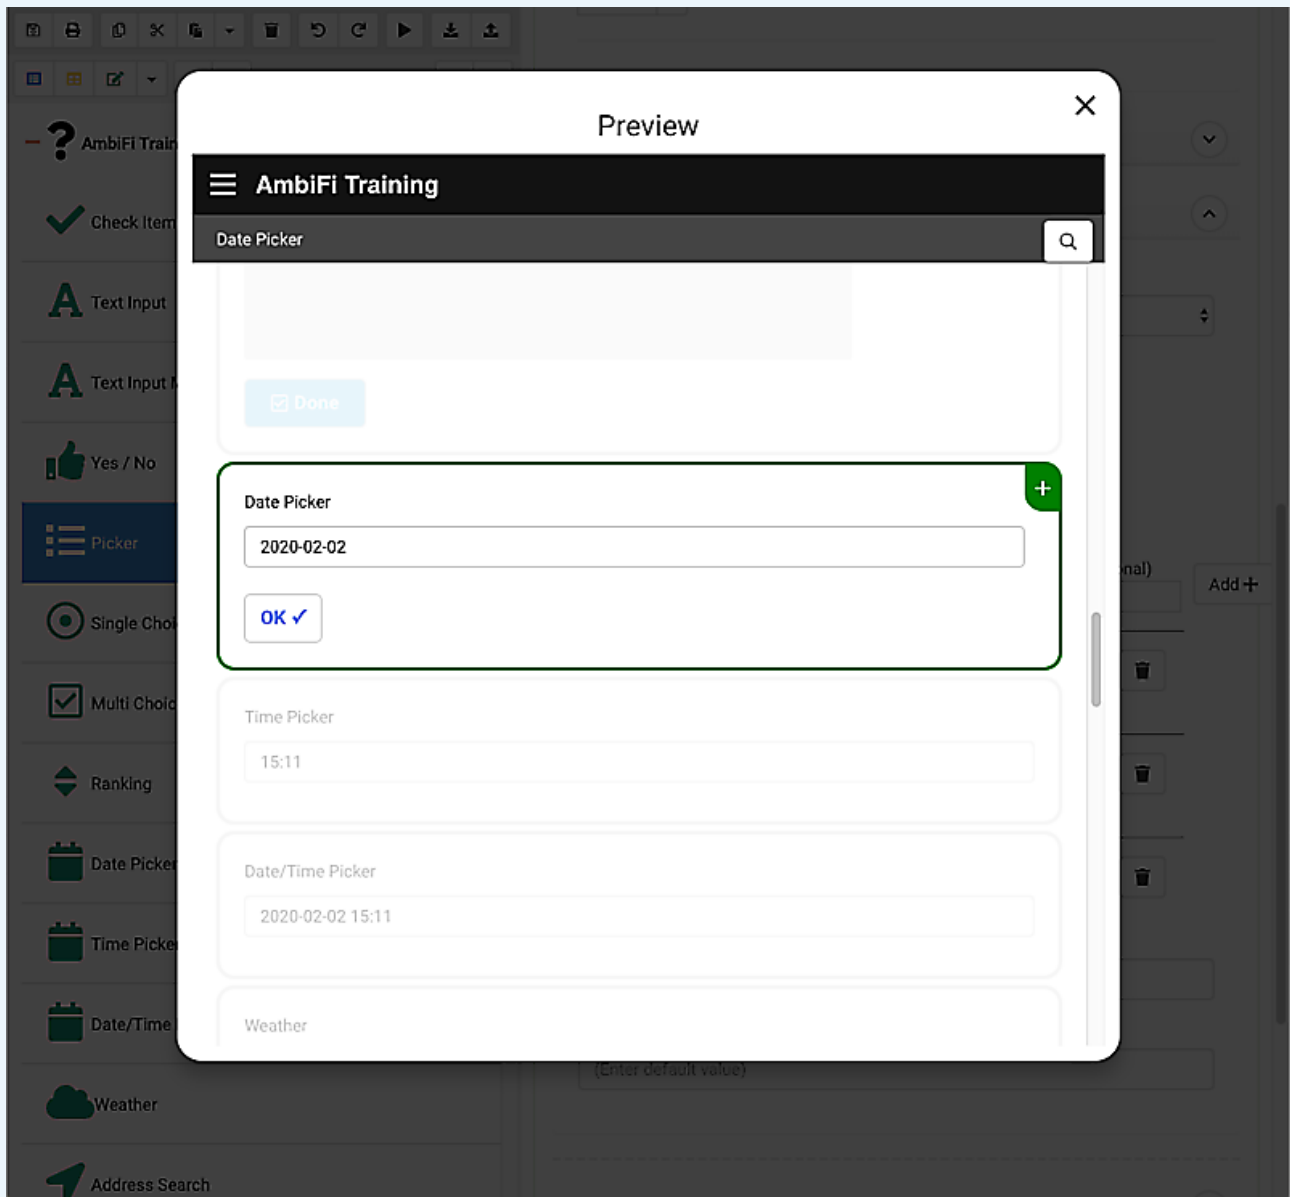 Preview
AmbiFi Training
Date Picker
Done
Date Picker
2020-02-02
OK
Time Picker
15:11
Date/Time Picker
2020-02-02 15:11
Weather
AmbiFi Train
Check Item
Text Input
Text Input
Yes / No
Picker
Single Choi
Multi Choic
Ranking
Date Picker
Time Picke
Date/Time
Weather
Address Search
nal)
Add
(Enter default value)